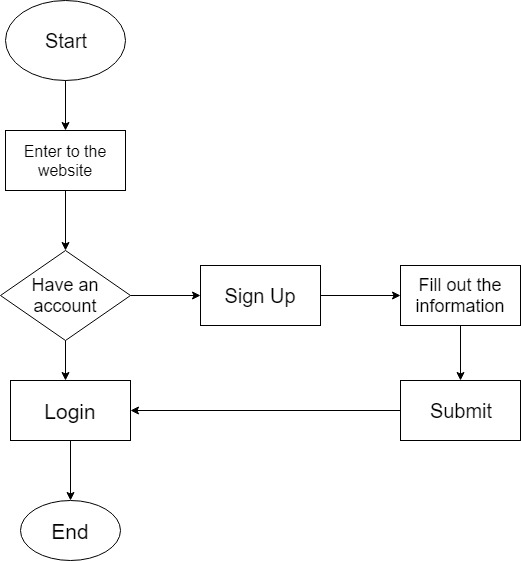 Start
Enter to the
website
Have an
account
Sign Up
Fill out the
information
Login
Submit
End